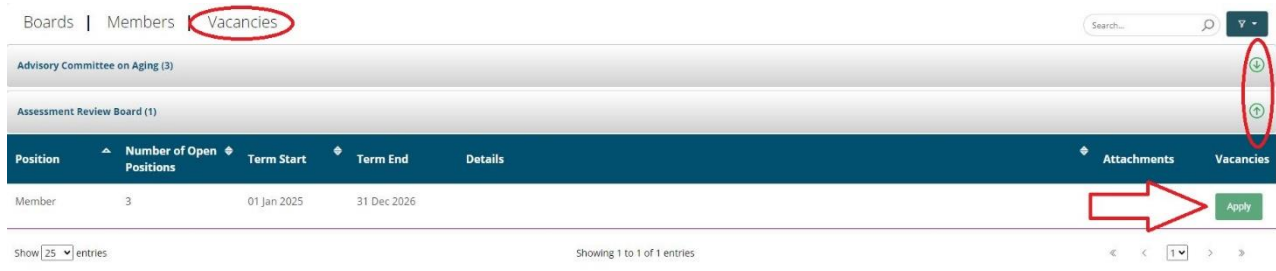 Boards | Members | Vacancies
Search...
Advisory Committee on Aging (3)
Assessment Review Board (1)
Position Number of Open Positions Term Start Term End Details Attachments Vacancies
Member 3 01 Jan 2025 31 Dec 2026 Apply
Show 25 entries Showing 1 to 1 of 1 entries « < 1 > »